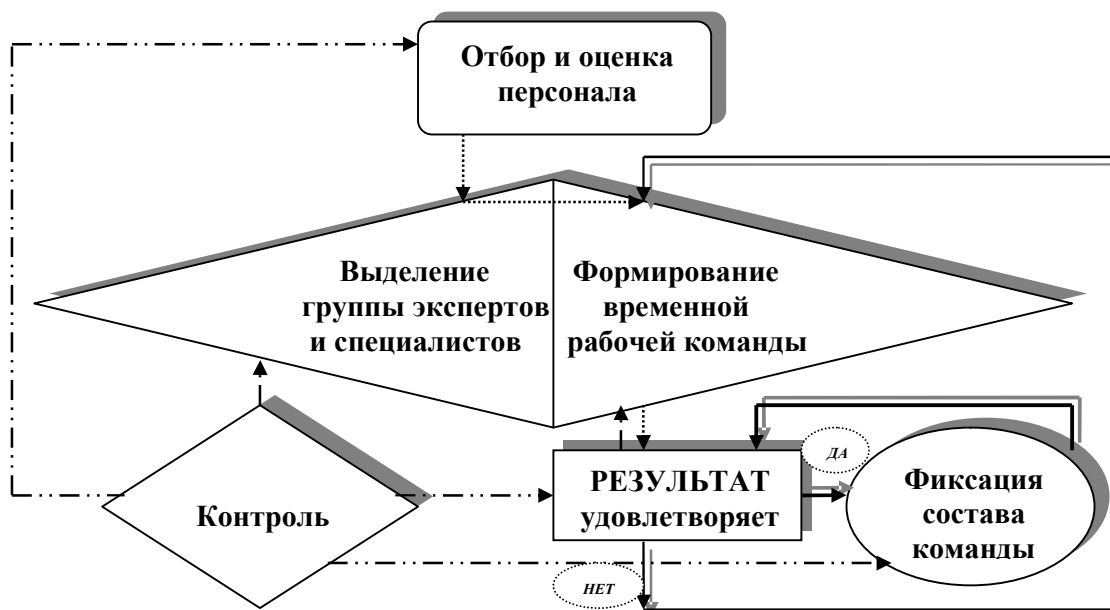 Отбор и оценка
персонала
Выделение
группы экспертов
и специалистов
Формирование
временной
рабочей команды
Контроль
РЕЗУЛЬТАТ
удовлетворяет
ДА
НЕТ
Фиксация
состава
команды